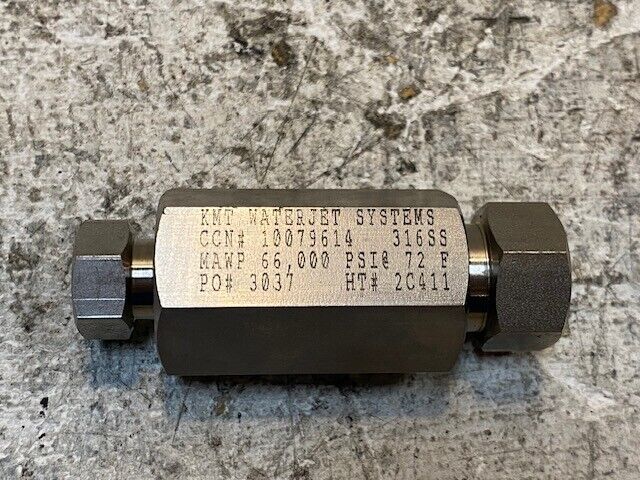 KMT WATERJET SYSTEMS
CCN# 10079614 316SS
MAWP 66,000 PSI@ 72 F
PO# 3037 HT# 2C411